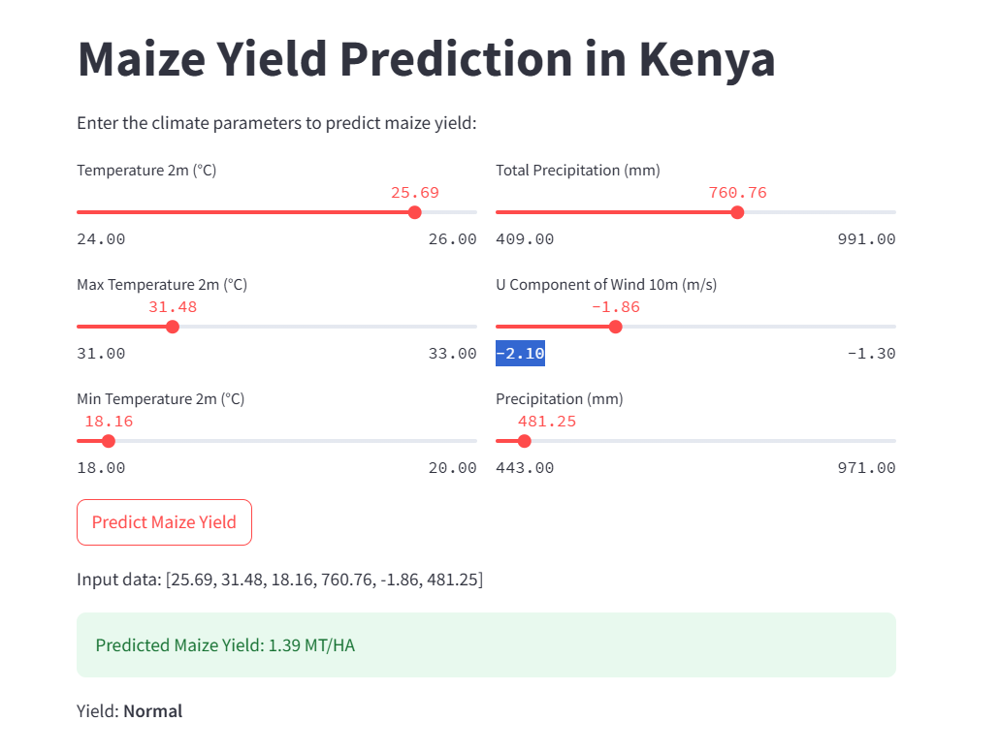 Maize Yield Prediction in Kenya
Enter the climate parameters to predict maize yield:
Temperature 2m (°C)
25.69
24.00 26.00
Total Precipitation (mm)
760.76
409.00 991.00
Max Temperature 2m (°C)
31.48
31.00 33.00
U Component of Wind 10m (m/s)
-1.86
-2.10 -1.30
Min Temperature 2m (°C)
18.16
18.00 20.00
Precipitation (mm)
481.25
443.00 971.00
Predict Maize Yield
Input data: [25.69, 31.48, 18.16, 760.76, -1.86, 481.25]
Predicted Maize Yield: 1.39 MT/HA
Yield: Normal